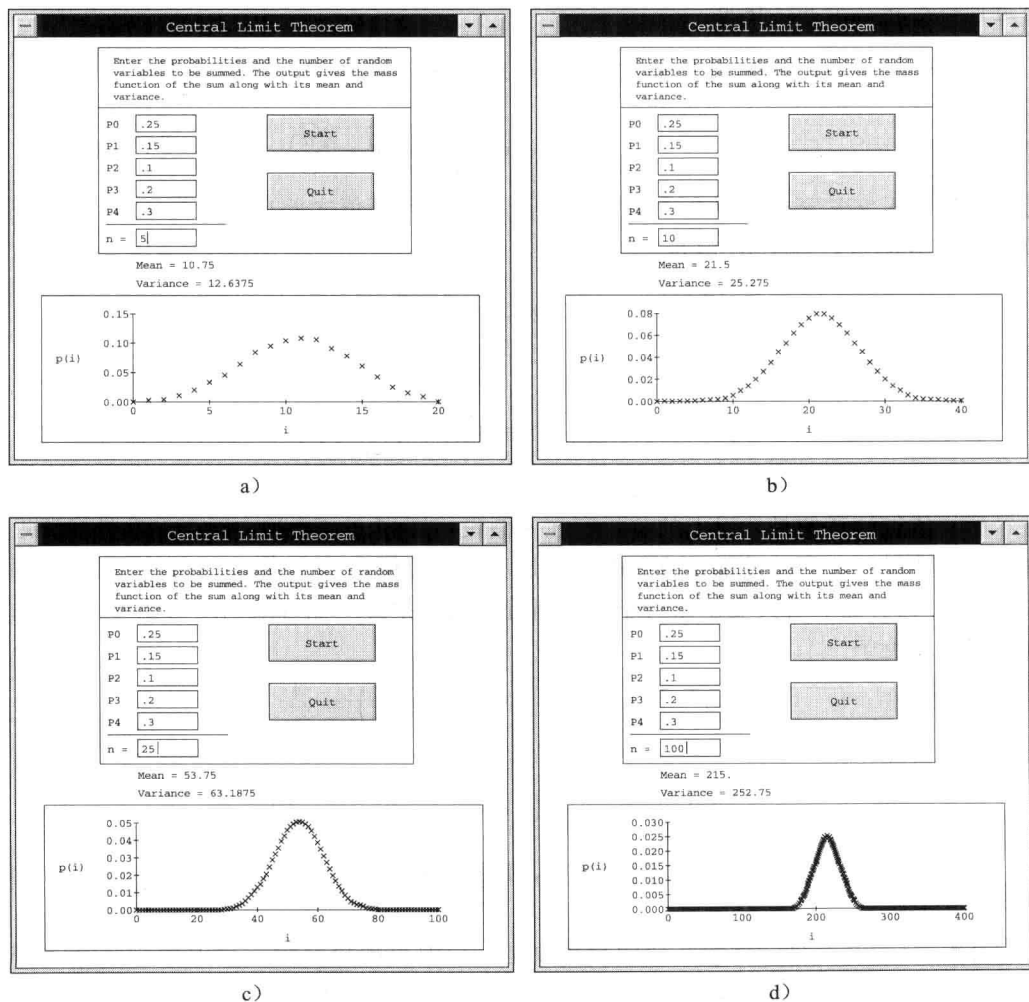 Central Limit Theorem
Enter the probabilities and the number of random
variables to be summed. The output gives the mass
function of the sum along with its mean and
variance.
P0 .25
P1 .15
P2 .1
P3 .2
P4 .3
n = 5
Start
Quit
Mean = 10.75
Variance = 12.6375
0.15
0.10
0.05
0.00
p(i)
0 5 10 15 20
i
a)
Central Limit Theorem
Enter the probabilities and the number of random
variables to be summed. The output gives the mass
function of the sum along with its mean and
variance.
P0 .25
P1 .15
P2 .1
P3 .2
P4 .3
n = 10
Start
Quit
Mean = 21.5
Variance = 25.275
0.08
0.06
0.04
0.02
0.00
p(i)
0 10 20 30 40
i
b)
Central Limit Theorem
Enter the probabilities and the number of random
variables to be summed. The output gives the mass
function of the sum along with its mean and
variance.
P0 .25
P1 .15
P2 .1
P3 .2
P4 .3
n = 25
Start
Quit
Mean = 53.75
Variance = 63.1875
0.05
0.04
0.03
0.02
0.01
0.00
p(i)
0 20 40 60 80 100
i
c)
Central Limit Theorem
Enter the probabilities and the number of random
variables to be summed. The output gives the mass
function of the sum along with its mean and
variance.
P0 .25
P1 .15
P2 .1
P3 .2
P4 .3
n = 100
Start
Quit
Mean = 215.
Variance = 252.75
0.030
0.025
0.020
0.015
0.010
0.005
0.000
p(i)
0 100 200 300 400
i
d)